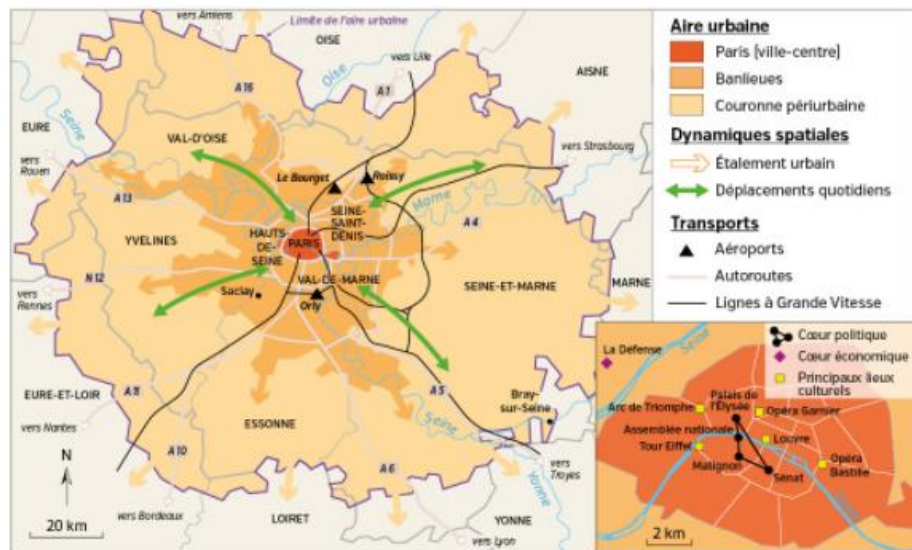 vers Amiens
Limite de l'aire urbaine
OISE
vers Lille
AISNE
A 16
Oise
A 1
EURE
Seine
VAL-D'OISE
vers Strasbourg
vers
Rouen
Le Bourget
Roissy
Marne
A 13
SEINE-
SAINT-
DENIS
A 4
YVELINES
HAUTS-
DE-
SEINE
PARIS
N 12
VAL-DE-MARNE
vers
Rennes
Saclay
Orly
SEINE-ET-MARNE
MARNE
EURE-ET-LOIR
A 5
Bray-
sur-Seine
Seine
vers Nantes
ESSONNE
N
A 10
A 6
vers
Troyes
Yonne
20 km
vers Bordeaux
LOIRET
YONNE
vers Lyon
Aire urbaine
Paris (ville-centre)
Banlieues
Couronne périurbaine
Dynamiques spatiales
Étalement urbain
Déplacements quotidiens
Transports
Aéroports
Autoroutes
Lignes à Grande Vitesse
Seine
Cœur politique
Cœur économique
Principaux lieux
culturels
La Défense
Palais de
l'Élysée
Arc de Triomphe
Opéra Garnier
Assemblée nationale
Louvre
Tour Eiffel
Matignon
Sénat
Opéra
Bastille
2 km